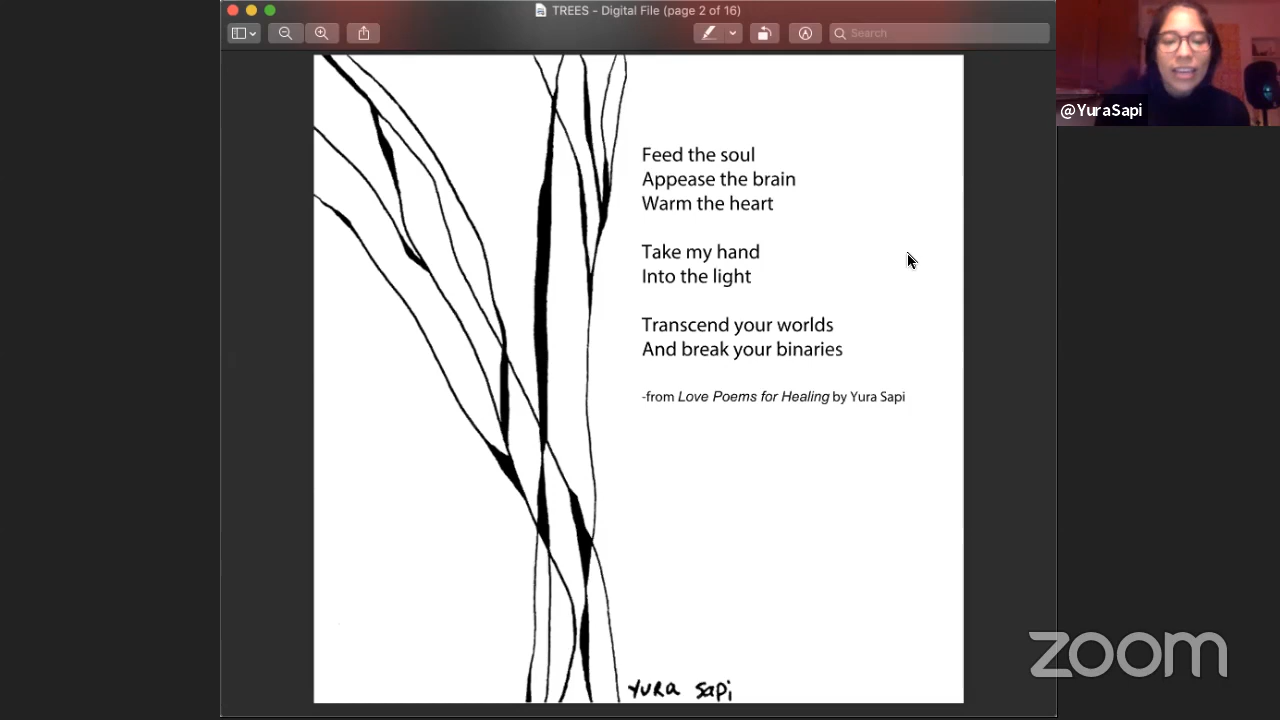 TREES - Digital File (page 2 of 16)
Search
@YuraSapi
Feed the soul
Appease the brain
Warm the heart
Take my hand
Into the light
Transcend your worlds
And break your binaries
-from Love Poems for Healing by Yura Sapi
YURA sapi
zoom